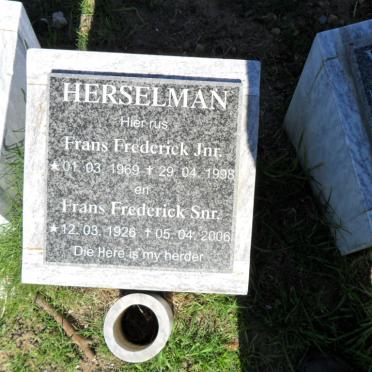 HERSELMAN
Hier rus
Frans Frederick Jnr.
★01. 03. 1969 ✝ 29. 04. 1998
en
Frans Frederick Snr.
★12. 03. 1926 ✝ 05. 04. 2006
Die Here is my herder